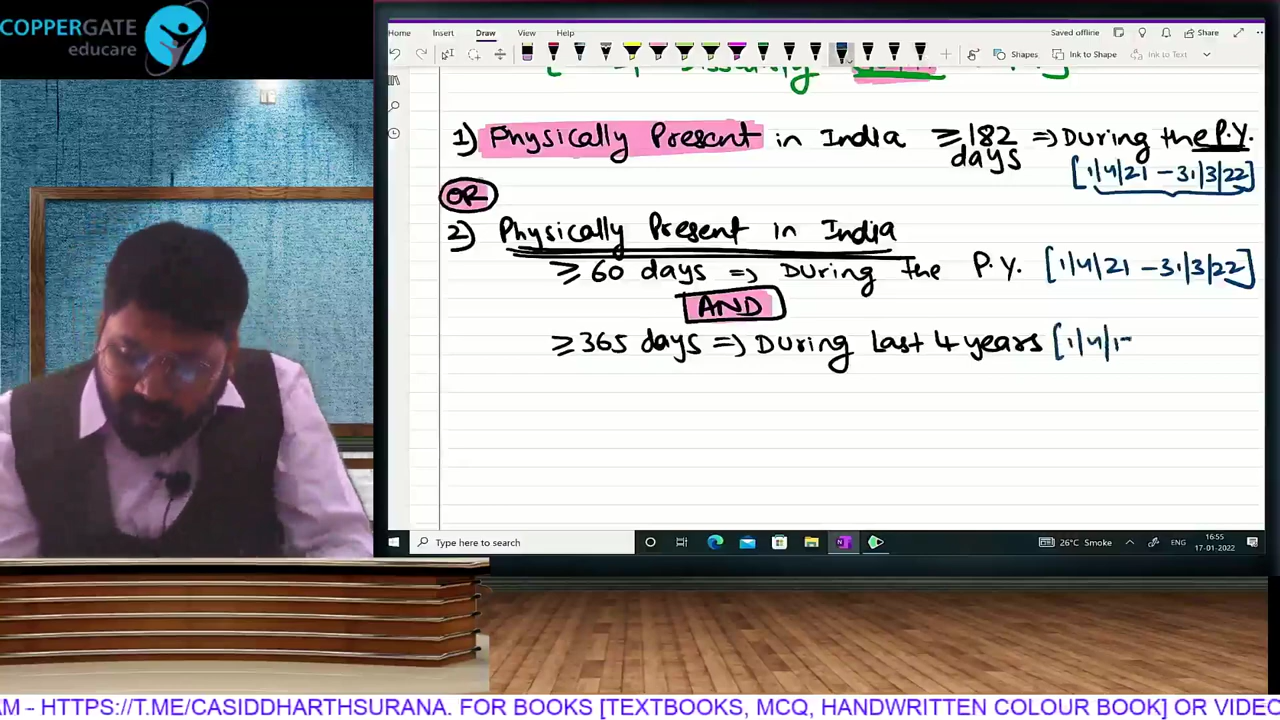 COPPERGATE
educare
Home Insert Draw View Help
Saved offline Share
Shapes Ink to Shape Ink to Text
1) Physically Present in India ≥182 days => During the P.Y.
[1/4/21 – 31/3/22]
OR
2) Physically Present in India
≥ 60 days => During the P.Y. [1/4/21 – 31/3/22]
AND
≥ 365 days => During Last 4 years [1/4/1
Type here to search
26°C Smoke ENG 16:55
17-01-2022
AM - HTTPS://T.ME/CASIDDHARTHSURANA. FOR BOOKS [TEXTBOOKS, MCQ, HANDWRITTEN COLOUR BOOK] OR VIDEO